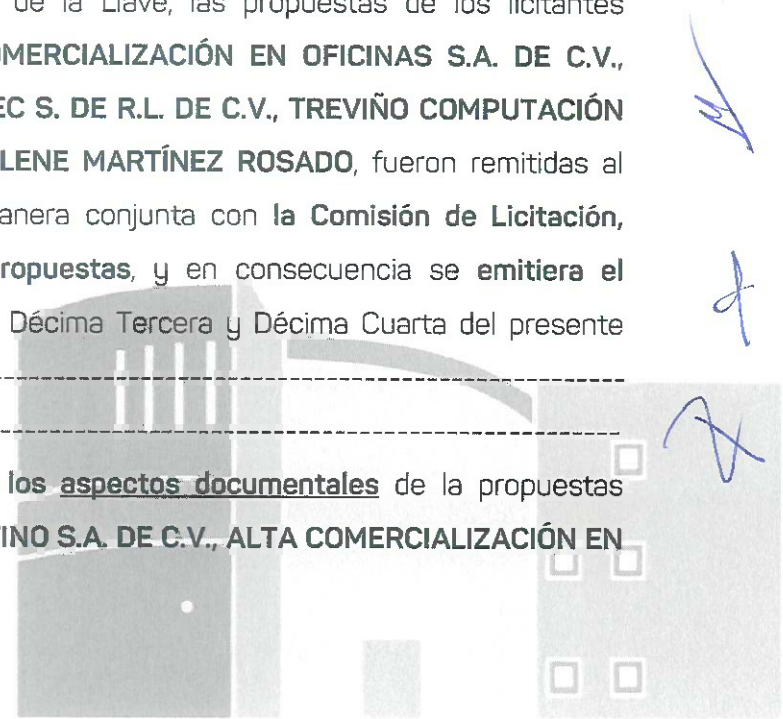 de la Llave, las propuestas de los licitantes
OMERCIALIZACIÓN EN OFICINAS S.A. DE C.V.,
EC S. DE R.L. DE C.V., TREVIÑO COMPUTACIÓN
LENE MARTÍNEZ ROSADO, fueron remitidas al
anera conjunta con la Comisión de Licitación,
ropuestas, y en consecuencia se emitiera el
Décima Tercera y Décima Cuarta del presente
los aspectos documentales de la propuestas
TINO S.A. DE C.V., ALTA COMERCIALIZACIÓN EN